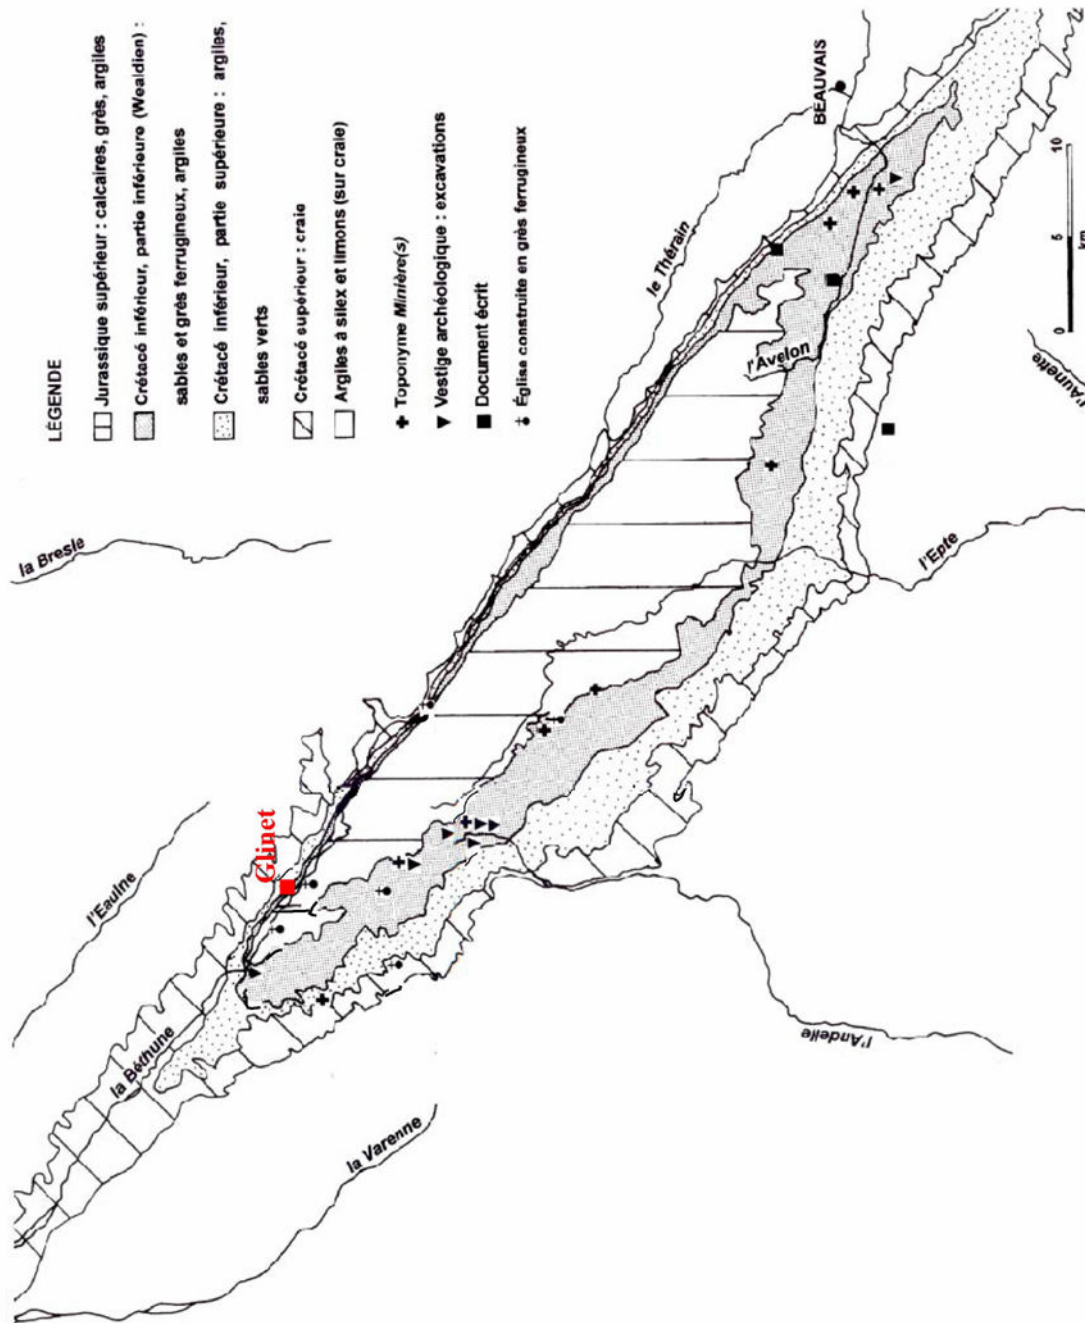 LÉGENDE
Jurassique supérieur : calcaires, grès, argiles
Crétacé inférieur, partie inférieure (Wealdien) :
sables et grès ferrugineux, argiles
Crétacé inférieur, partie supérieure : argiles,
sables verts
Crétacé supérieur : craie
Argiles à silex et limons (sur craie)
Toponyme Minière(s)
Vestige archéologique : excavations
Document écrit
Église construite en grès ferrugineux
la Bresle
l'Eaulne
Glinet
la Béthune
la Varenne
l'Andelle
l'Epte
l'Avelon
le Thérain
BEAUVAIS
l'Aunette
0 5 10
km